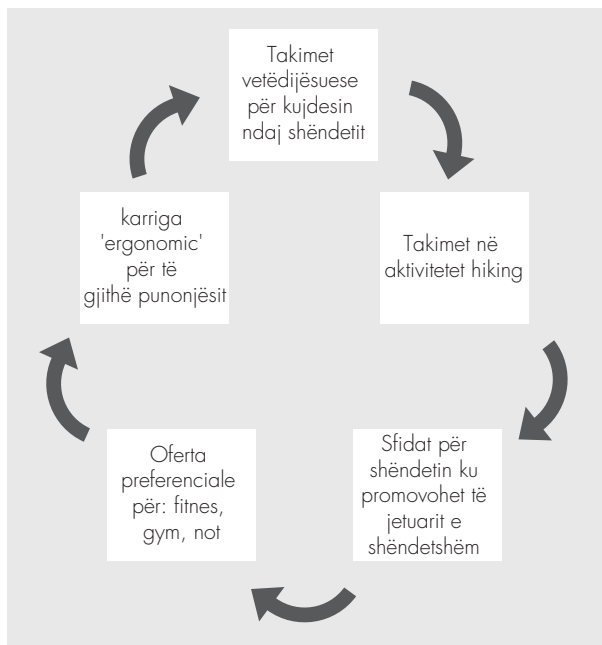 Takimet
vetëdijësuese
për kujdesin
ndaj shëndetit
Takimet në
aktivitetet hiking
Sfidat për
shëndetin ku
promovohet të
jetuarit e
shëndetshëm
Oferta
preferenciale
për: fitnes,
gym, not
karriga
'ergonomic'
për të
gjithë punonjësit